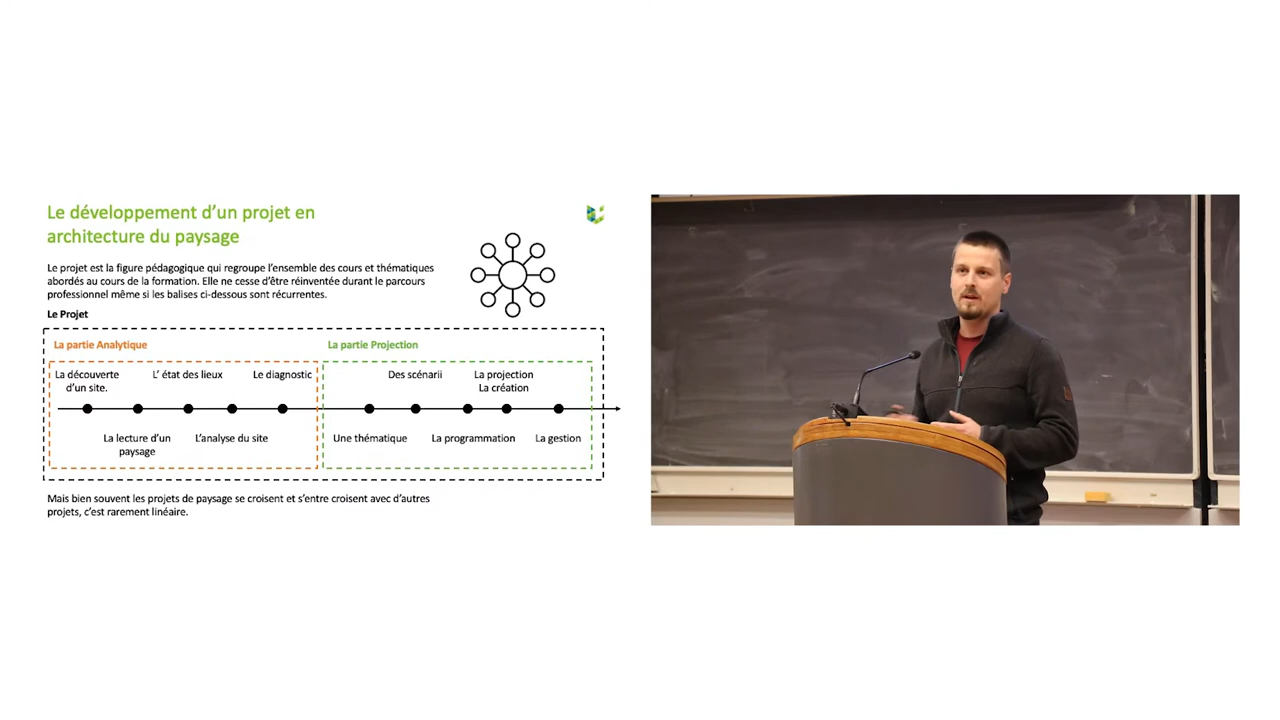 Le développement d’un projet en
architecture du paysage
Le projet est la figure pédagogique qui regroupe l’ensemble des cours et thématiques
abordés au cours de la formation. Elle ne cesse d’être réinventée durant le parcours
professionnel même si les balises ci-dessous sont récurrentes.
Le Projet
La partie Analytique
La partie Projection
La découverte
d’un site.
L’ état des lieux
Le diagnostic
Des scénarii
La projection
La création
La lecture d’un
paysage
L’analyse du site
Une thématique
La programmation
La gestion
Mais bien souvent les projets de paysage se croisent et s’entre croisent avec d’autres
projets, c’est rarement linéaire.